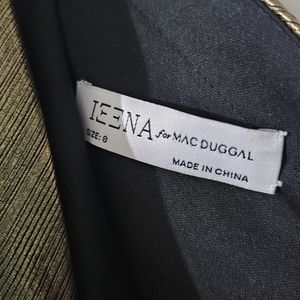 IEENA for MAC DUGGAL
SIZE: 8
MADE IN CHINA